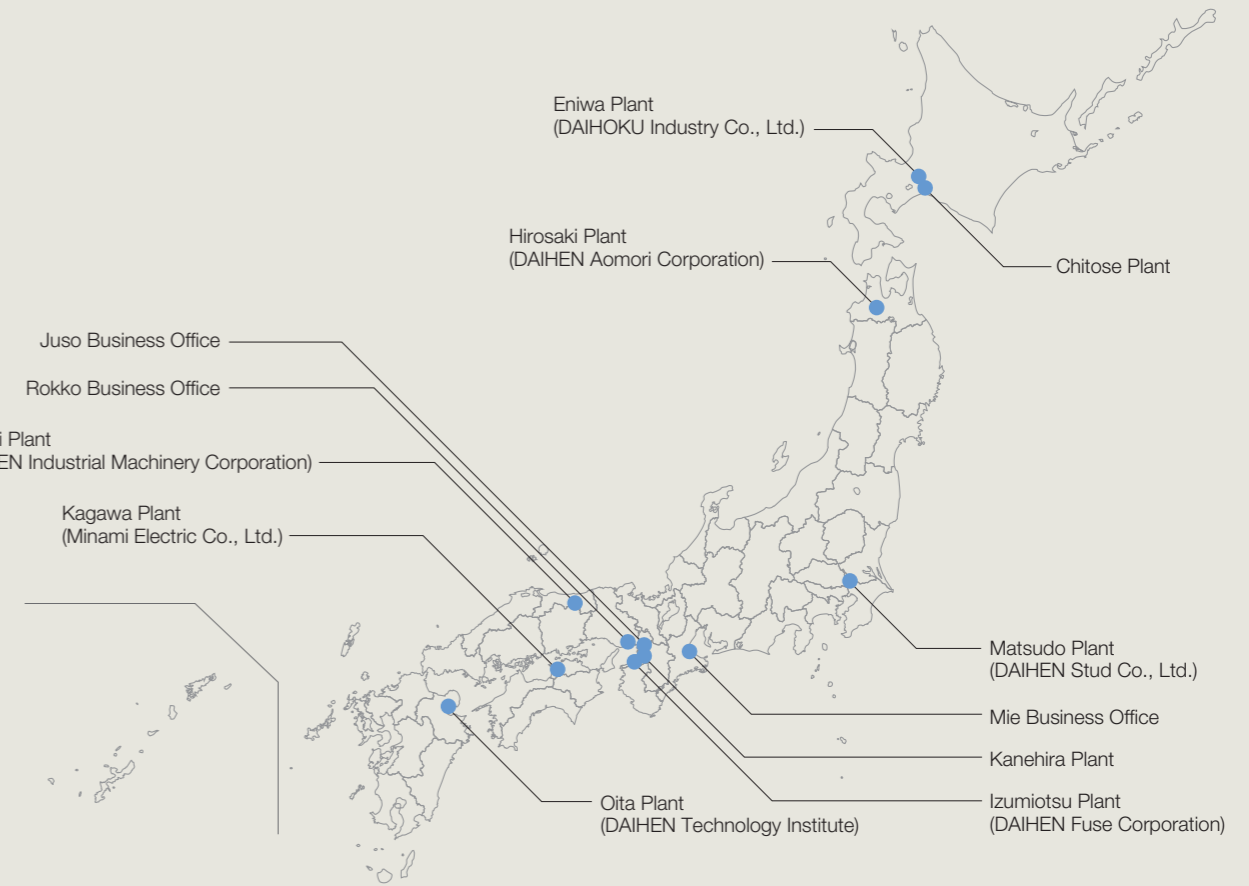 Eniwa Plant
(DAIHOKU Industry Co., Ltd.)
Hirosaki Plant
(DAIHEN Aomori Corporation)
Chitose Plant
Juso Business Office
Rokko Business Office
Plant
Industrial Machinery Corporation)
Kagawa Plant
(Minami Electric Co., Ltd.)
Matsudo Plant
(DAIHEN Stud Co., Ltd.)
Mie Business Office
Kanehira Plant
Izumiotsu Plant
(DAIHEN Fuse Corporation)
Oita Plant
(DAIHEN Technology Institute)